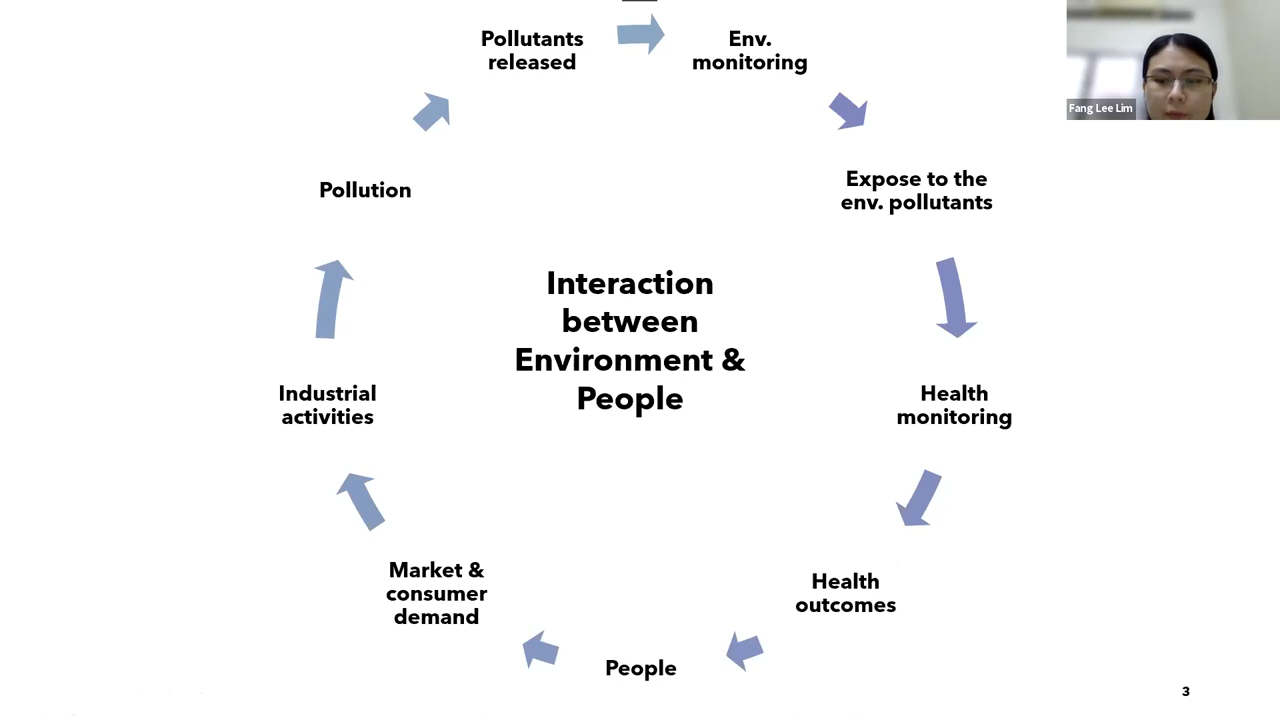 Pollutants
released
Env.
monitoring
Fang Lee Lim
Expose to the
env. pollutants
Pollution
Interaction
between
Environment &
People
Industrial
activities
Health
monitoring
Market &
consumer
demand
Health
outcomes
People
3